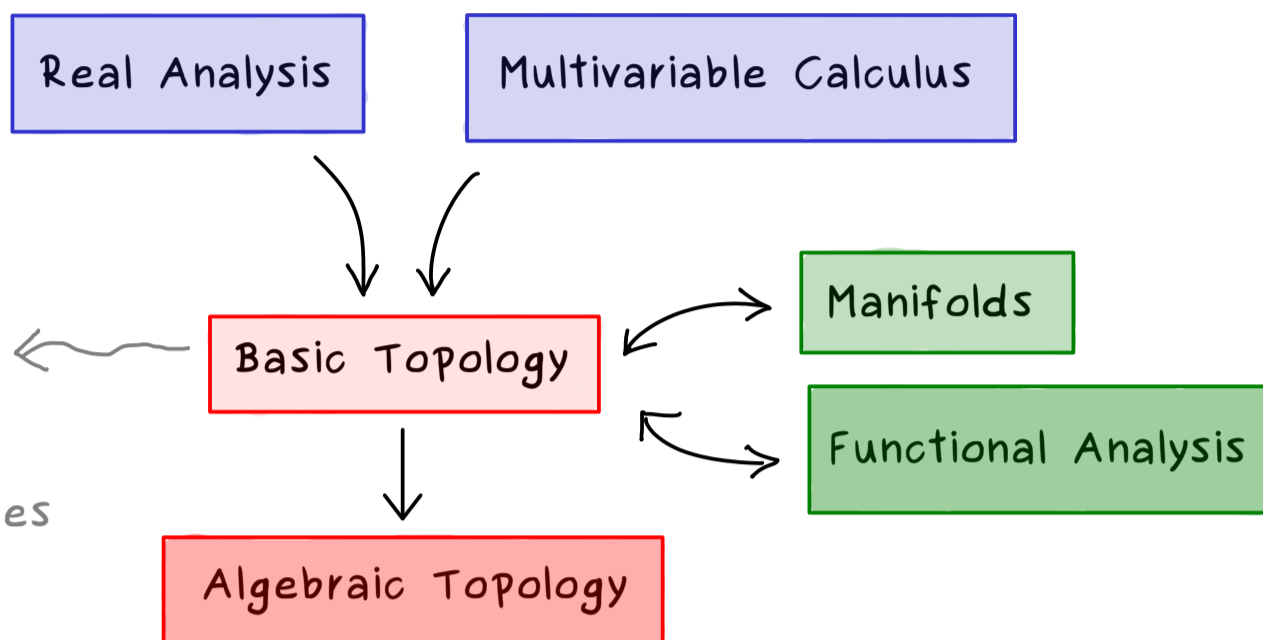 Real Analysis
Multivariable Calculus
Manifolds
Basic Topology
Functional Analysis
es
Algebraic Topology